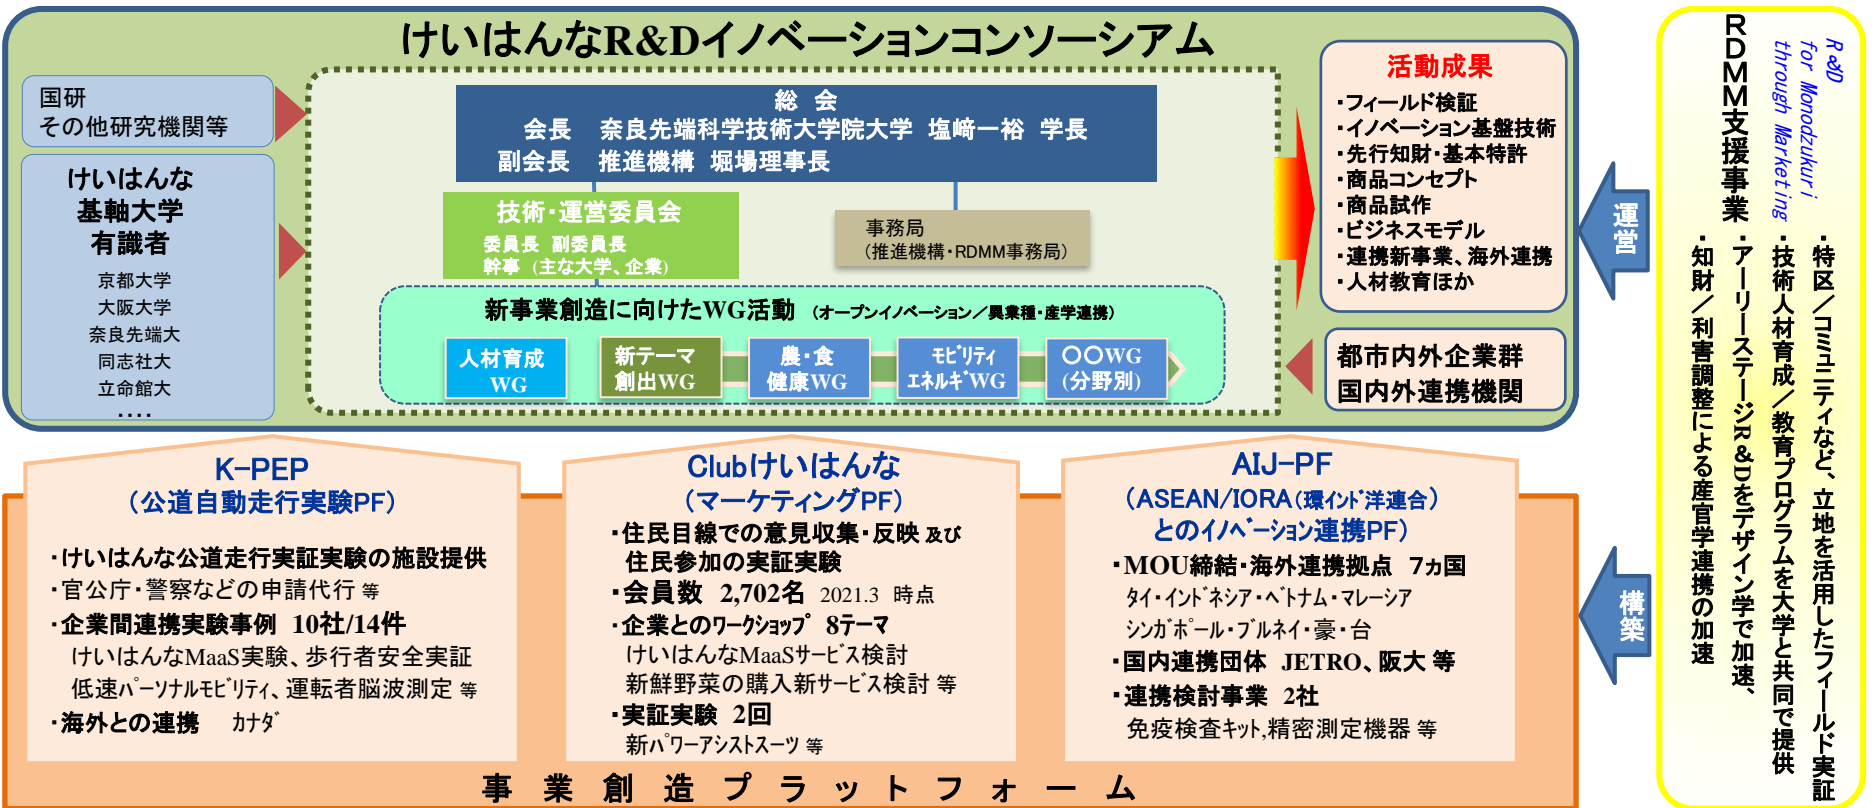 けいはんなR&Dイノベーションコンソーシアム
国研
その他研究機関等
けいはんな
基軸大学
有識者
京都大学
大阪大学
奈良先端大
同志社大
立命館大
‥‥
総 会
会長 奈良先端科学技術大学院大学 塩﨑一裕 学長
副会長 推進機構 堀場理事長
技術・運営委員会
委員長 副委員長
幹事 (主な大学、企業)
事務局
(推進機構・RDMM事務局)
新事業創造に向けたWG活動 (オープンイノベーション/異業種・産学連携)
人材育成
WG
新テーマ
創出WG
農・食
健康WG
モビリティ
エネルギWG
〇〇WG
(分野別)
活動成果
・フィールド検証
・イノベーション基盤技術
・先行知財・基本特許
・商品コンセプト
・商品試作
・ビジネスモデル
・連携新事業、海外連携
・人材教育ほか
都市内外企業群
国内外連携機関
運営
構築
R&D
for Monodzukuri
through Marketing
RDMM支援事業
・特区/コミュニティなど、立地を活用したフィールド実証
・技術人材育成/教育プログラムを大学と共同で提供
・アーリーステージR&Dをデザイン学で加速、
・知財/利害調整による産官学連携の加速
K-PEP
(公道自動走行実験PF)
・けいはんな公道走行実証実験の施設提供
・官公庁・警察などの申請代行 等
・企業間連携実験事例 10社/14件
けいはんなMaaS実験、歩行者安全実証
低速パーソナルモビリティ、運転者脳波測定 等
・海外との連携 カナダ
Clubけいはんな
(マーケティングPF)
・住民目線での意見収集・反映 及び
住民参加の実証実験
・会員数 2,702名 2021.3 時点
・企業とのワークショップ 8テーマ
けいはんなMaaSサービス検討
新鮮野菜の購入新サービス検討 等
・実証実験 2回
新パワーアシストスーツ 等
AIJ-PF
(ASEAN/IORA(環インド洋連合)
とのイノベーション連携PF)
・MOU締結・海外連携拠点 7ヵ国
タイ・インドネシア・ベトナム・マレーシア
シンガポール・ブルネイ・豪・台
・国内連携団体 JETRO、阪大 等
・連携検討事業 2社
免疫検査キット,精密測定機器 等
事業創造プラットフォーム